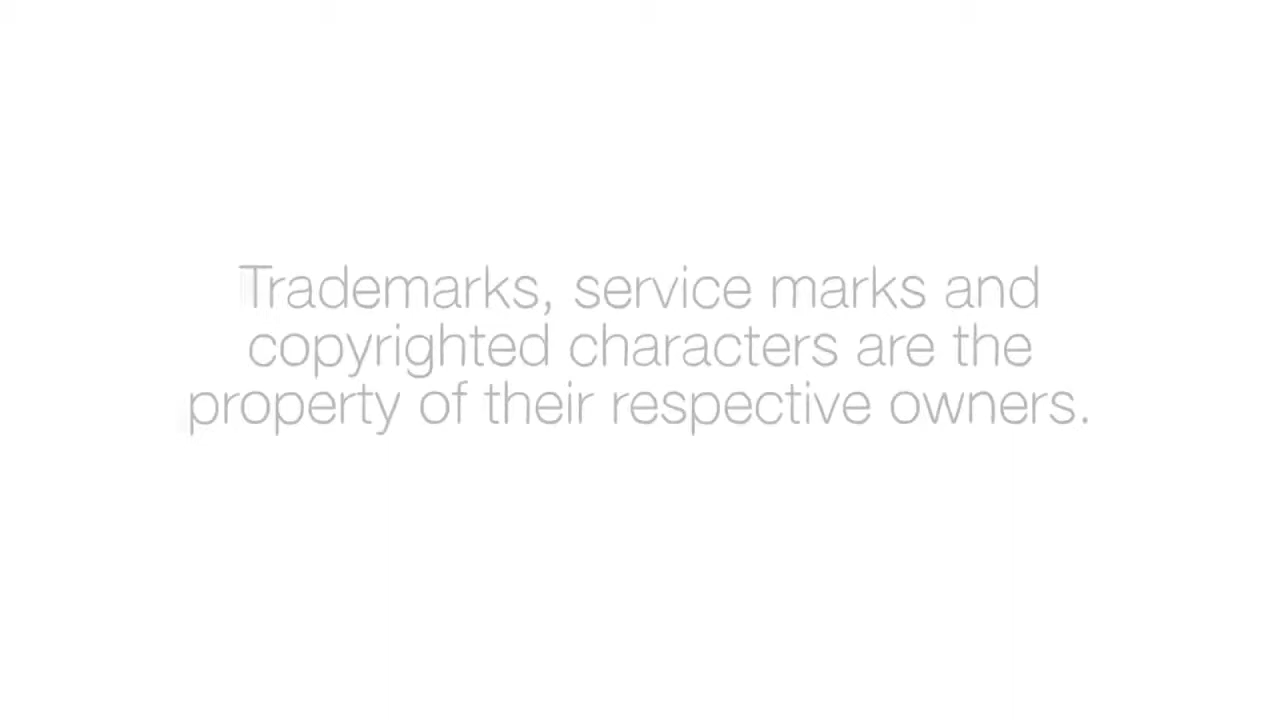 Trademarks, service marks and
copyrighted characters are the
property of their respective owners.